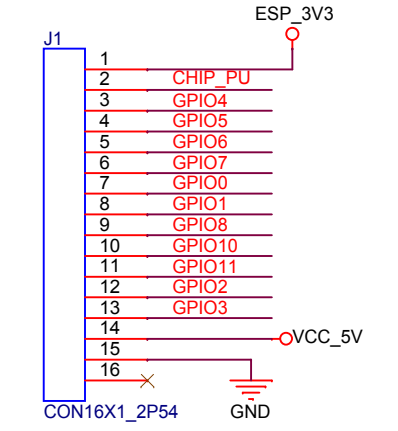 ESP_3V3
J1
1
2 CHIP_PU
3 GPIO4
4 GPIO5
5 GPIO6
6 GPIO7
7 GPIO0
8 GPIO1
9 GPIO8
10 GPIO10
11 GPIO11
12 GPIO2
13 GPIO3
14 VCC_5V
15
16
CON16X1_2P54 GND